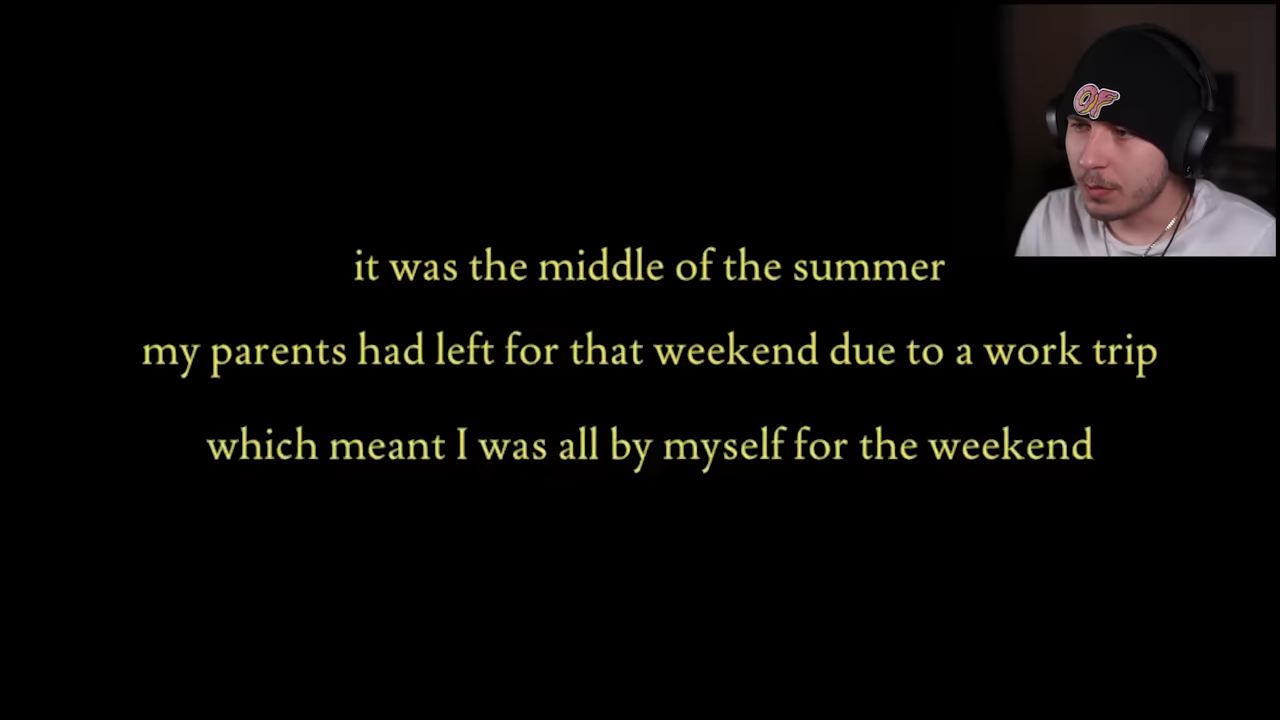 OF
it was the middle of the summer
my parents had left for that weekend due to a work trip
which meant I was all by myself for the weekend